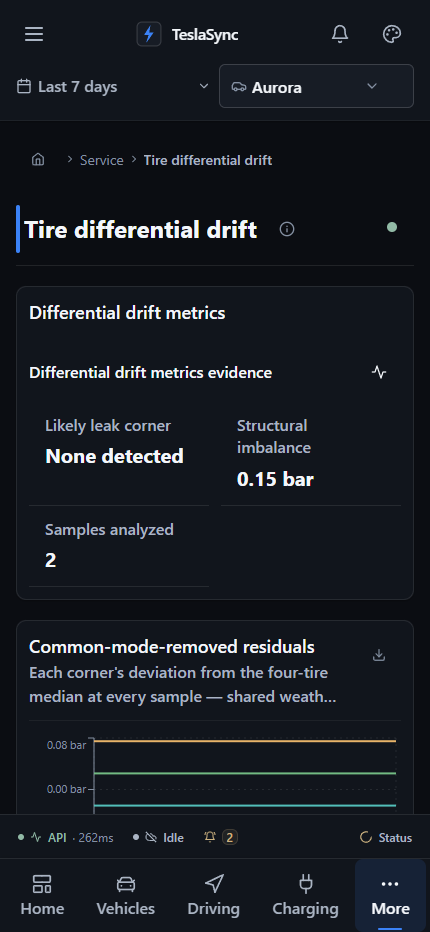 TeslaSync
Last 7 days
Aurora
Service
Tire differential drift
Tire differential drift
Differential drift metrics
Differential drift metrics evidence
Likely leak corner
None detected
Structural
imbalance
0.15 bar
Samples analyzed
2
Common-mode-removed residuals
Each corner's deviation from the four-tire
median at every sample — shared weath...
0.08 bar
0.00 bar
API · 262ms
Idle
2
Status
Home
Vehicles
Driving
Charging
More